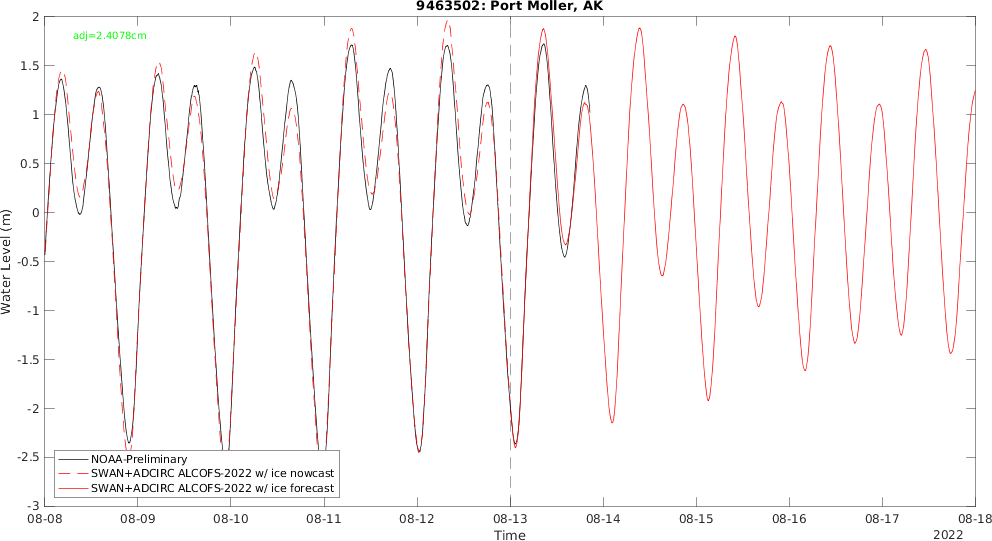 9463502: Port Moller, AK
adj=2.4078cm
2
1.5
1
0.5
0
-0.5
-1
-1.5
-2
-2.5
-3
Water Level (m)
NOAA-Preliminary
SWAN+ADCIRC ALCOFS-2022 w/ ice nowcast
SWAN+ADCIRC ALCOFS-2022 w/ ice forecast
08-08 08-09 08-10 08-11 08-12 08-13 08-14 08-15 08-16 08-17 08-18
Time
2022